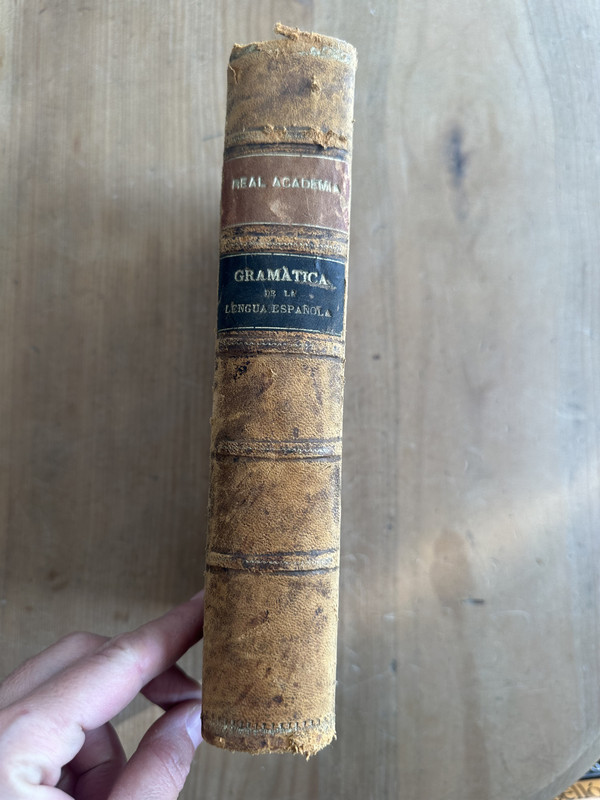 REAL ACADEMIA
GRAMÀTICA
DE LA
LENGUA ESPAÑOLA